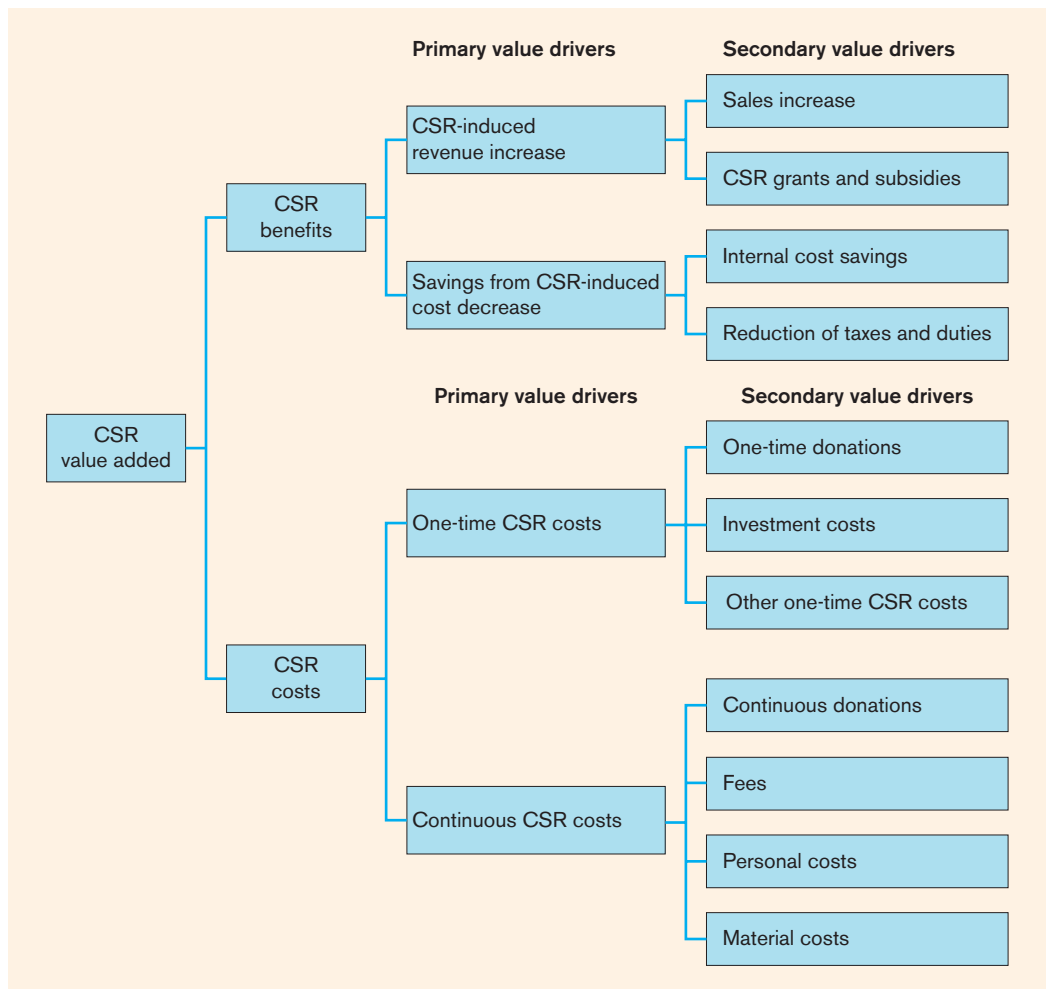 Primary value drivers
Secondary value drivers
CSR
value added
CSR
benefits
CSR-induced
revenue increase
Sales increase
CSR grants and subsidies
Savings from CSR-induced
cost decrease
Internal cost savings
Reduction of taxes and duties
Primary value drivers
Secondary value drivers
CSR
costs
One-time CSR costs
One-time donations
Investment costs
Other one-time CSR costs
Continuous CSR costs
Continuous donations
Fees
Personal costs
Material costs